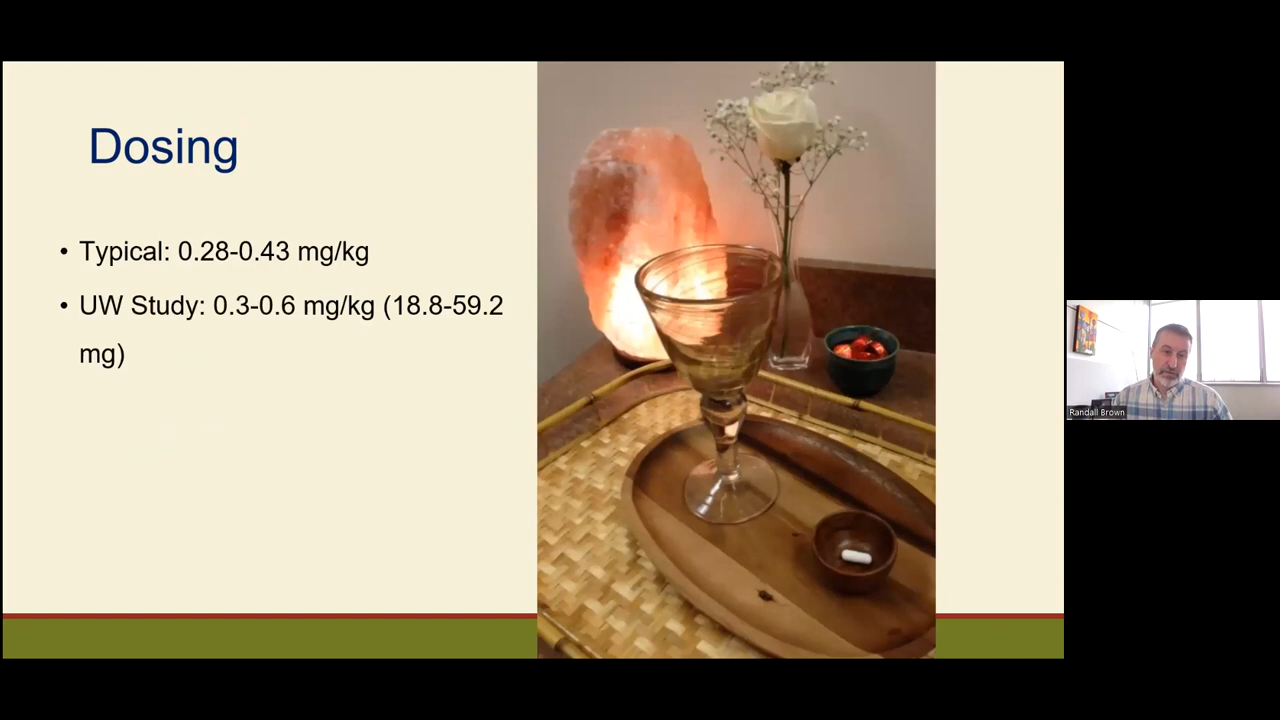 Dosing
• Typical: 0.28-0.43 mg/kg
• UW Study: 0.3-0.6 mg/kg (18.8-59.2
mg)
Randall Brown